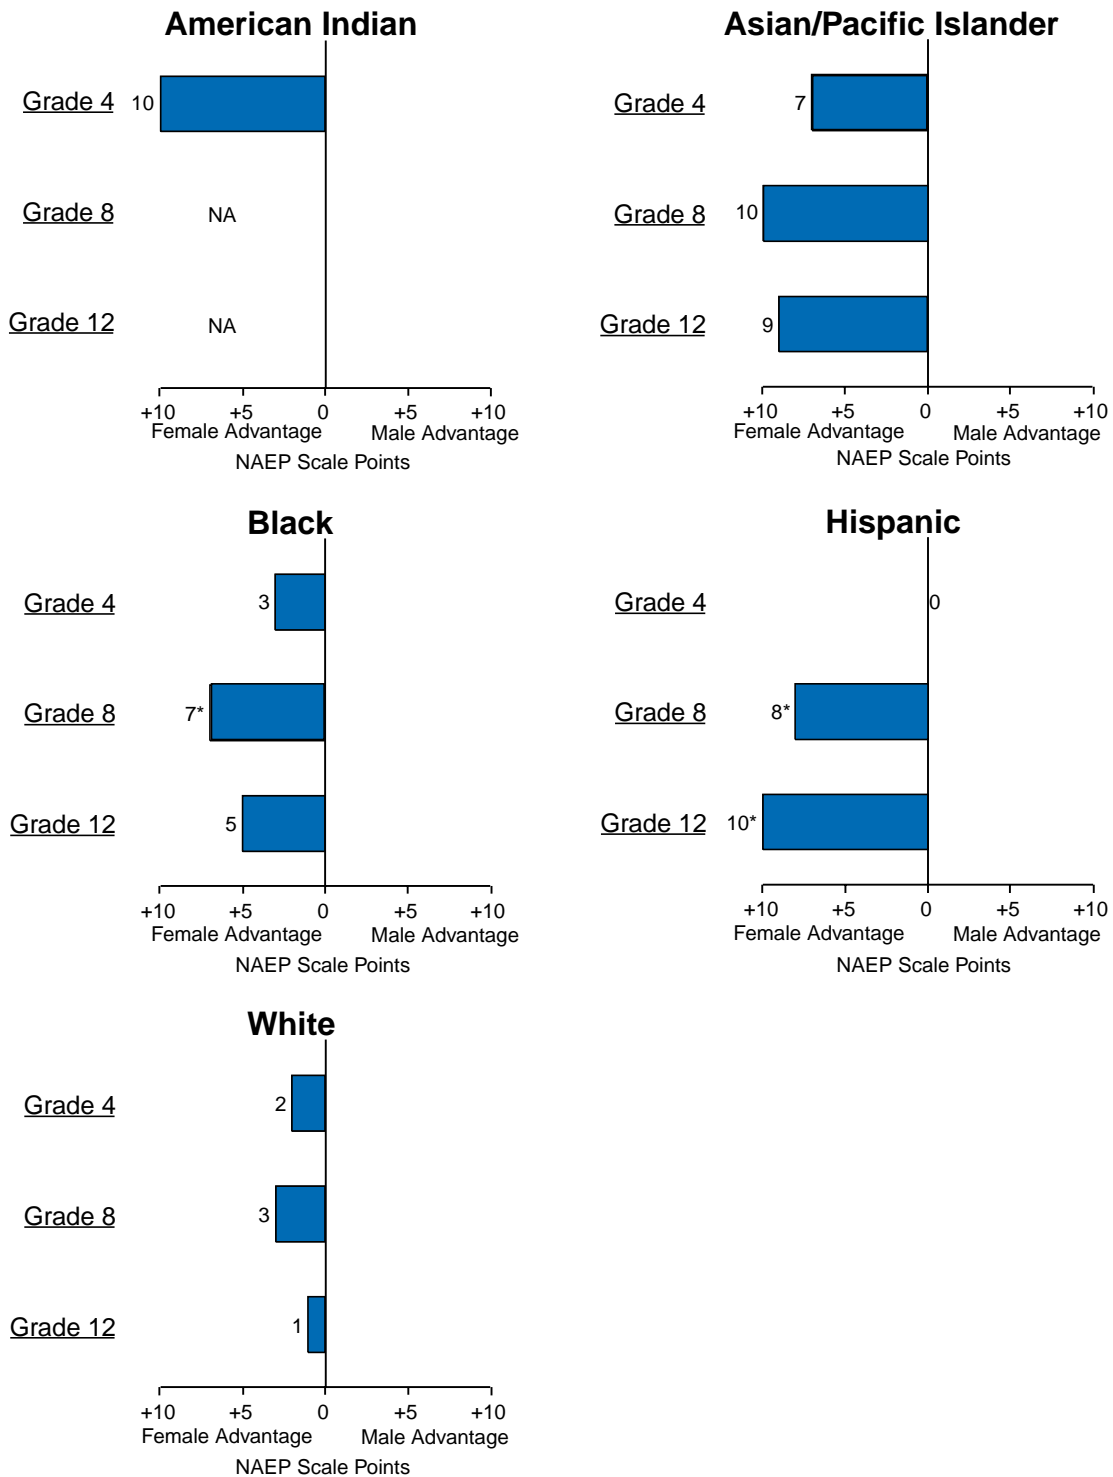 American Indian
Grade 4 10
Grade 8 NA
Grade 12 NA
+10 +5 0 +5 +10
Female Advantage Male Advantage
NAEP Scale Points
Asian/Pacific Islander
Grade 4 7
Grade 8 10
Grade 12 9
+10 +5 0 +5 +10
Female Advantage Male Advantage
NAEP Scale Points
Black
Grade 4 3
Grade 8 7*
Grade 12 5
+10 +5 0 +5 +10
Female Advantage Male Advantage
NAEP Scale Points
Hispanic
Grade 4 0
Grade 8 8*
Grade 12 10*
+10 +5 0 +5 +10
Female Advantage Male Advantage
NAEP Scale Points
White
Grade 4 2
Grade 8 3
Grade 12 1
+10 +5 0 +5 +10
Female Advantage Male Advantage
NAEP Scale Points